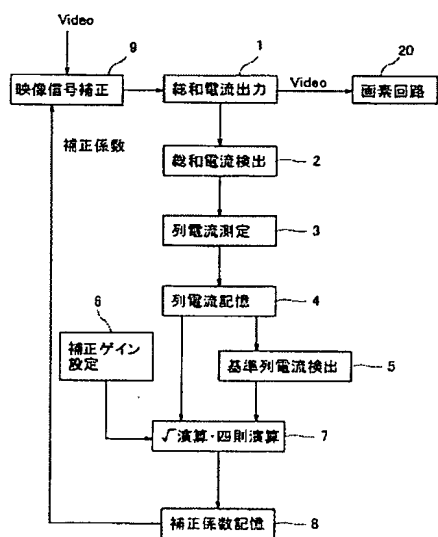 Video
9
1
20
映像信号補正
総和電流出力
Video
画素回路
補正係数
総和電流検出
2
列電流測定
3
列電流記憶
4
6
補正ゲイン
設定
基準列電流検出
5
√演算・四則演算
7
補正係数記憶
8